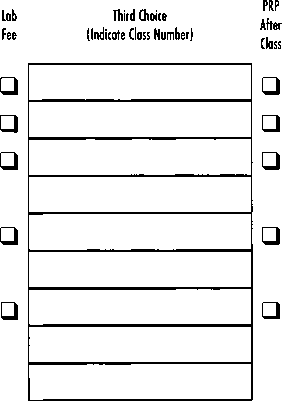 Lab
Fee
Third Choice
(Indicate Class Number)
PRP
After
Class